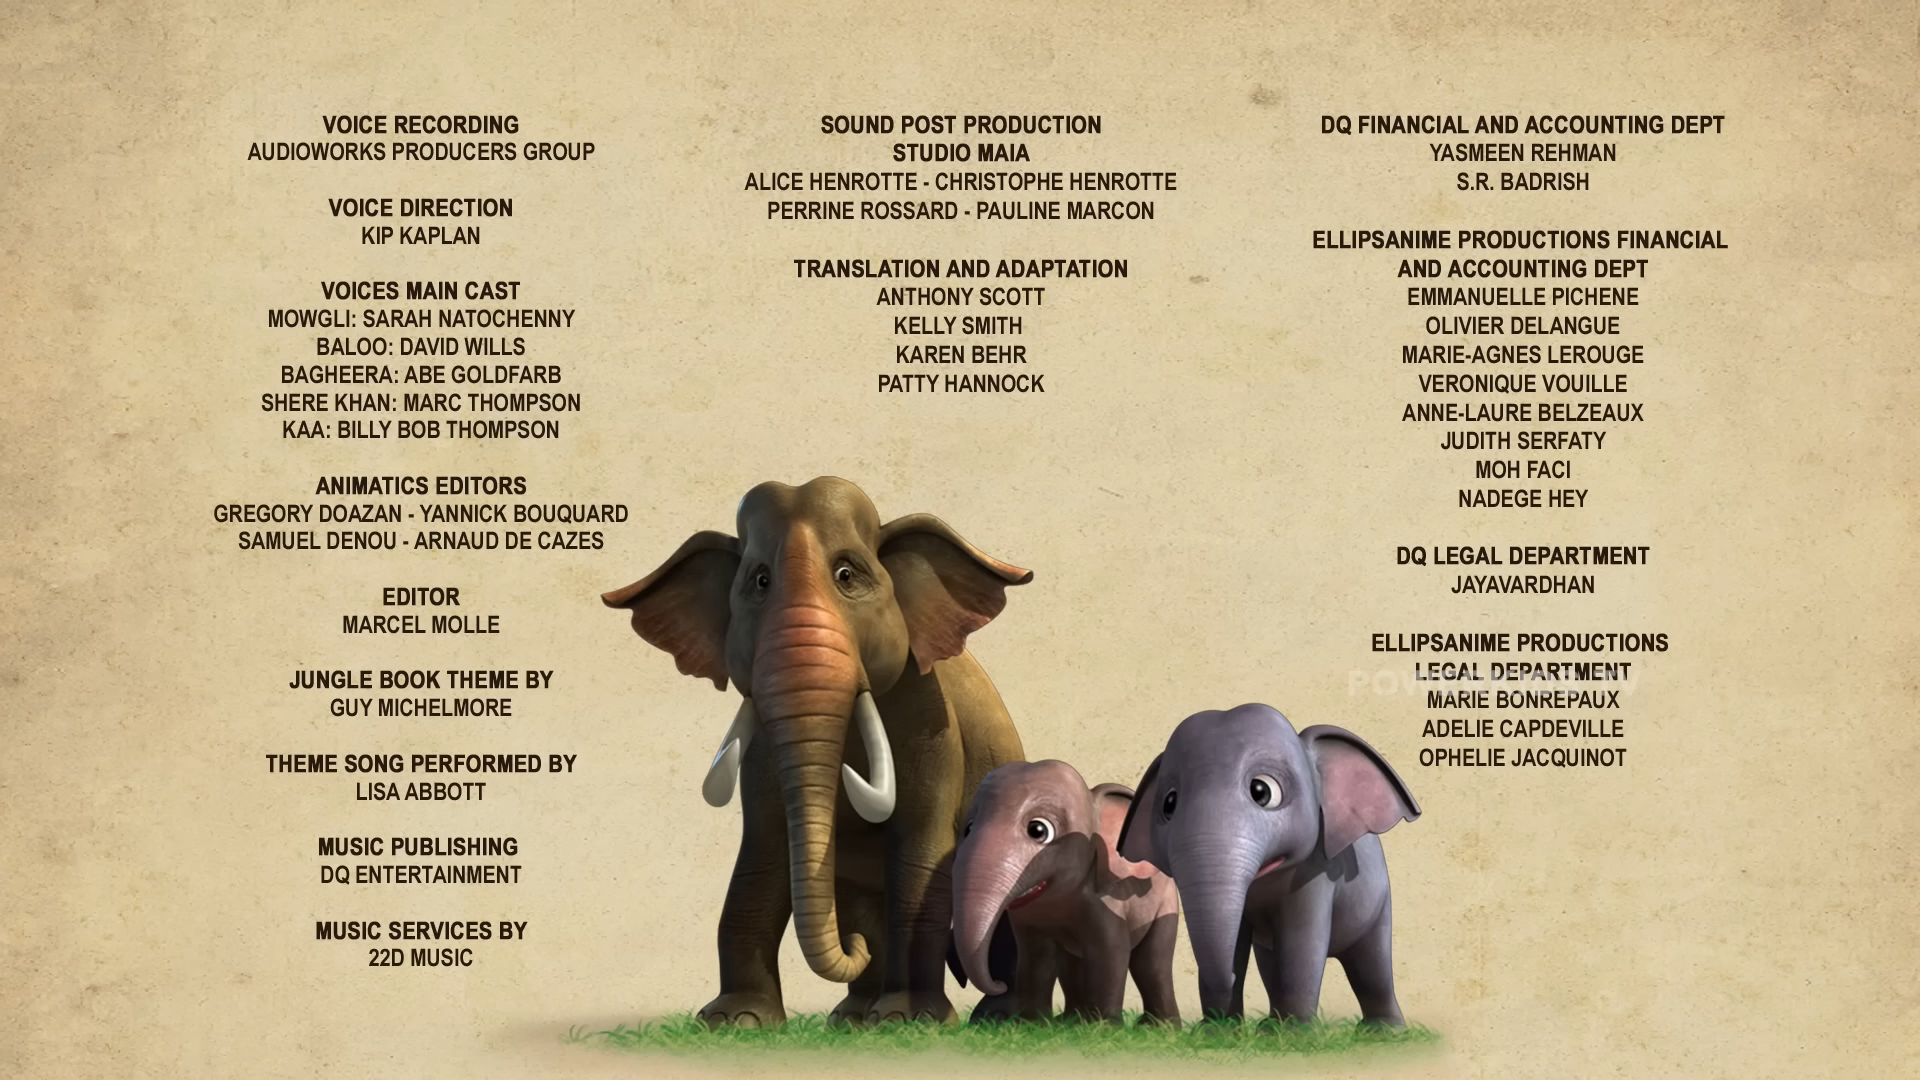 VOICE RECORDING
AUDIOWORKS PRODUCERS GROUP
VOICE DIRECTION
KIP KAPLAN
VOICES MAIN CAST
MOWGLI: SARAH NATOCHENNY
BALOO: DAVID WILLS
BAGHEERA: ABE GOLDFARB
SHERE KHAN: MARC THOMPSON
KAA: BILLY BOB THOMPSON
ANIMATICS EDITORS
GREGORY DOAZAN - YANNICK BOUQUARD
SAMUEL DENOU - ARNAUD DE CAZES
EDITOR
MARCEL MOLLE
JUNGLE BOOK THEME BY
GUY MICHELMORE
THEME SONG PERFORMED BY
LISA ABBOTT
MUSIC PUBLISHING
DQ ENTERTAINMENT
MUSIC SERVICES BY
22D MUSIC
SOUND POST PRODUCTION
STUDIO MAIA
ALICE HENROTTE - CHRISTOPHE HENROTTE
PERRINE ROSSARD - PAULINE MARCON
TRANSLATION AND ADAPTATION
ANTHONY SCOTT
KELLY SMITH
KAREN BEHR
PATTY HANNOCK
DQ FINANCIAL AND ACCOUNTING DEPT
YASMEEN REHMAN
S.R. BADRISH
ELLIPSANIME PRODUCTIONS FINANCIAL
AND ACCOUNTING DEPT
EMMANUELLE PICHENE
OLIVIER DELANGUE
MARIE-AGNES LEROUGE
VERONIQUE VOUILLE
ANNE-LAURE BELZEAUX
JUDITH SERFATY
MOH FACI
NADEGE HEY
DQ LEGAL DEPARTMENT
JAYAVARDHAN
ELLIPSANIME PRODUCTIONS
LEGAL DEPARTMENT
MARIE BONREPAUX
ADELIE CAPDEVILLE
OPHELIE JACQUINOT